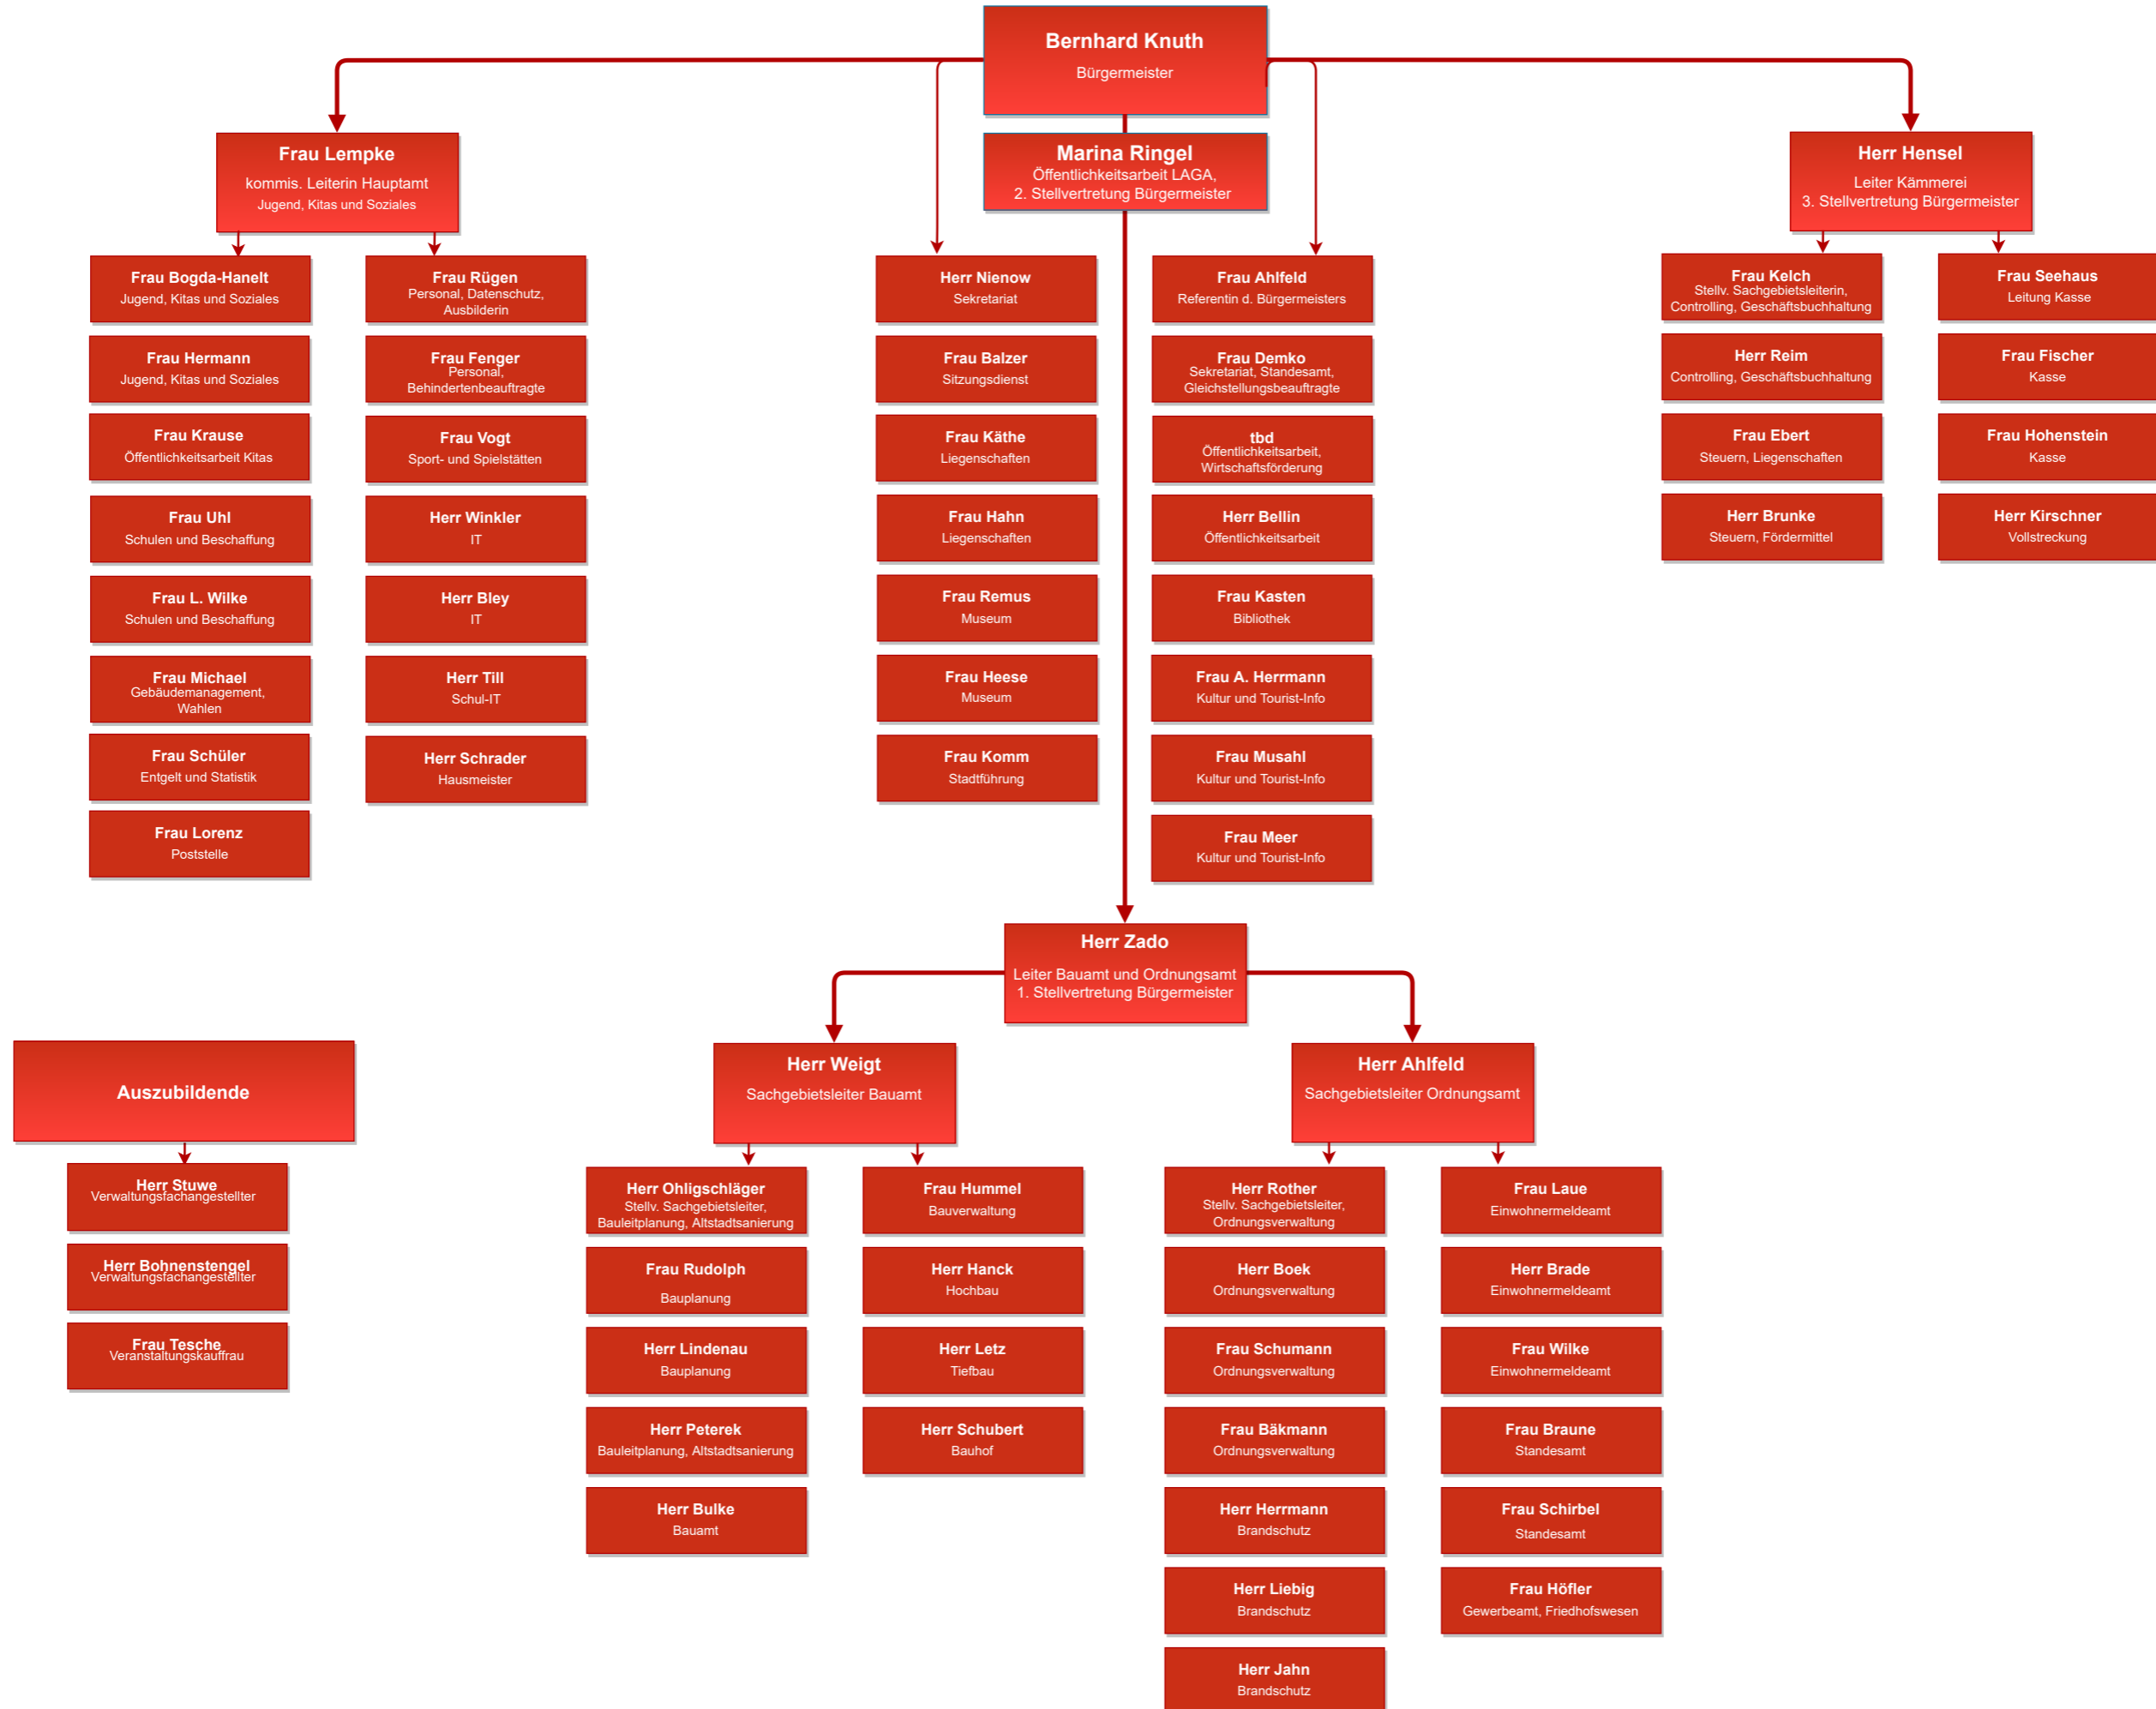 Bernhard Knuth
Bürgermeister
Marina Ringel
Öffentlichkeitsarbeit LAGA,
2. Stellvertretung Bürgermeister
Frau Lempke
kommis. Leiterin Hauptamt
Jugend, Kitas und Soziales
Herr Hensel
Leiter Kämmerei
3. Stellvertretung Bürgermeister
Frau Bogda-Hanelt
Jugend, Kitas und Soziales
Frau Hermann
Jugend, Kitas und Soziales
Frau Krause
Öffentlichkeitsarbeit Kitas
Frau Uhl
Schulen und Beschaffung
Frau L. Wilke
Schulen und Beschaffung
Frau Michael
Gebäudemanagement,
Wahlen
Frau Schüler
Entgelt und Statistik
Frau Lorenz
Poststelle
Frau Rügen
Personal, Datenschutz,
Ausbilderin
Frau Fenger
Personal,
Behindertenbeauftragte
Frau Vogt
Sport- und Spielstätten
Herr Winkler
IT
Herr Bley
IT
Herr Till
Schul-IT
Herr Schrader
Hausmeister
Herr Nienow
Sekretariat
Frau Balzer
Sitzungsdienst
Frau Käthe
Liegenschaften
Frau Hahn
Liegenschaften
Frau Remus
Museum
Frau Heese
Museum
Frau Komm
Stadtführung
Frau Ahlfeld
Referentin d. Bürgermeisters
Frau Demko
Sekretariat, Standesamt,
Gleichstellungsbeauftragte
tbd
Öffentlichkeitsarbeit,
Wirtschaftsförderung
Herr Bellin
Öffentlichkeitsarbeit
Frau Kasten
Bibliothek
Frau A. Herrmann
Kultur und Tourist-Info
Frau Musahl
Kultur und Tourist-Info
Frau Meer
Kultur und Tourist-Info
Frau Kelch
Stellv. Sachgebietsleiterin,
Controlling, Geschäftsbuchhaltung
Herr Reim
Controlling, Geschäftsbuchhaltung
Frau Ebert
Steuern, Liegenschaften
Herr Brunke
Steuern, Fördermittel
Frau Seehaus
Leitung Kasse
Frau Fischer
Kasse
Frau Hohenstein
Kasse
Herr Kirschner
Vollstreckung
Herr Zado
Leiter Bauamt und Ordnungsamt
1. Stellvertretung Bürgermeister
Auszubildende
Herr Stuwe
Verwaltungsfachangestellter
Herr Bohnenstengel
Verwaltungsfachangestellter
Frau Tesche
Veranstaltungskauffrau
Herr Weigt
Sachgebietsleiter Bauamt
Herr Ohligschläger
Stellv. Sachgebietsleiter,
Bauleitplanung, Altstadtsanierung
Frau Rudolph
Bauplanung
Herr Lindenau
Bauplanung
Herr Peterek
Bauleitplanung, Altstadtsanierung
Herr Bulke
Bauamt
Frau Hummel
Bauverwaltung
Herr Hanck
Hochbau
Herr Letz
Tiefbau
Herr Schubert
Bauhof
Herr Ahlfeld
Sachgebietsleiter Ordnungsamt
Herr Rother
Stellv. Sachgebietsleiter,
Ordnungsverwaltung
Herr Boek
Ordnungsverwaltung
Frau Schumann
Ordnungsverwaltung
Frau Bäkmann
Ordnungsverwaltung
Herr Herrmann
Brandschutz
Herr Liebig
Brandschutz
Herr Jahn
Brandschutz
Frau Laue
Einwohnermeldeamt
Herr Brade
Einwohnermeldeamt
Frau Wilke
Einwohnermeldeamt
Frau Braune
Standesamt
Frau Schirbel
Standesamt
Frau Höfler
Gewerbeamt, Friedhofswesen